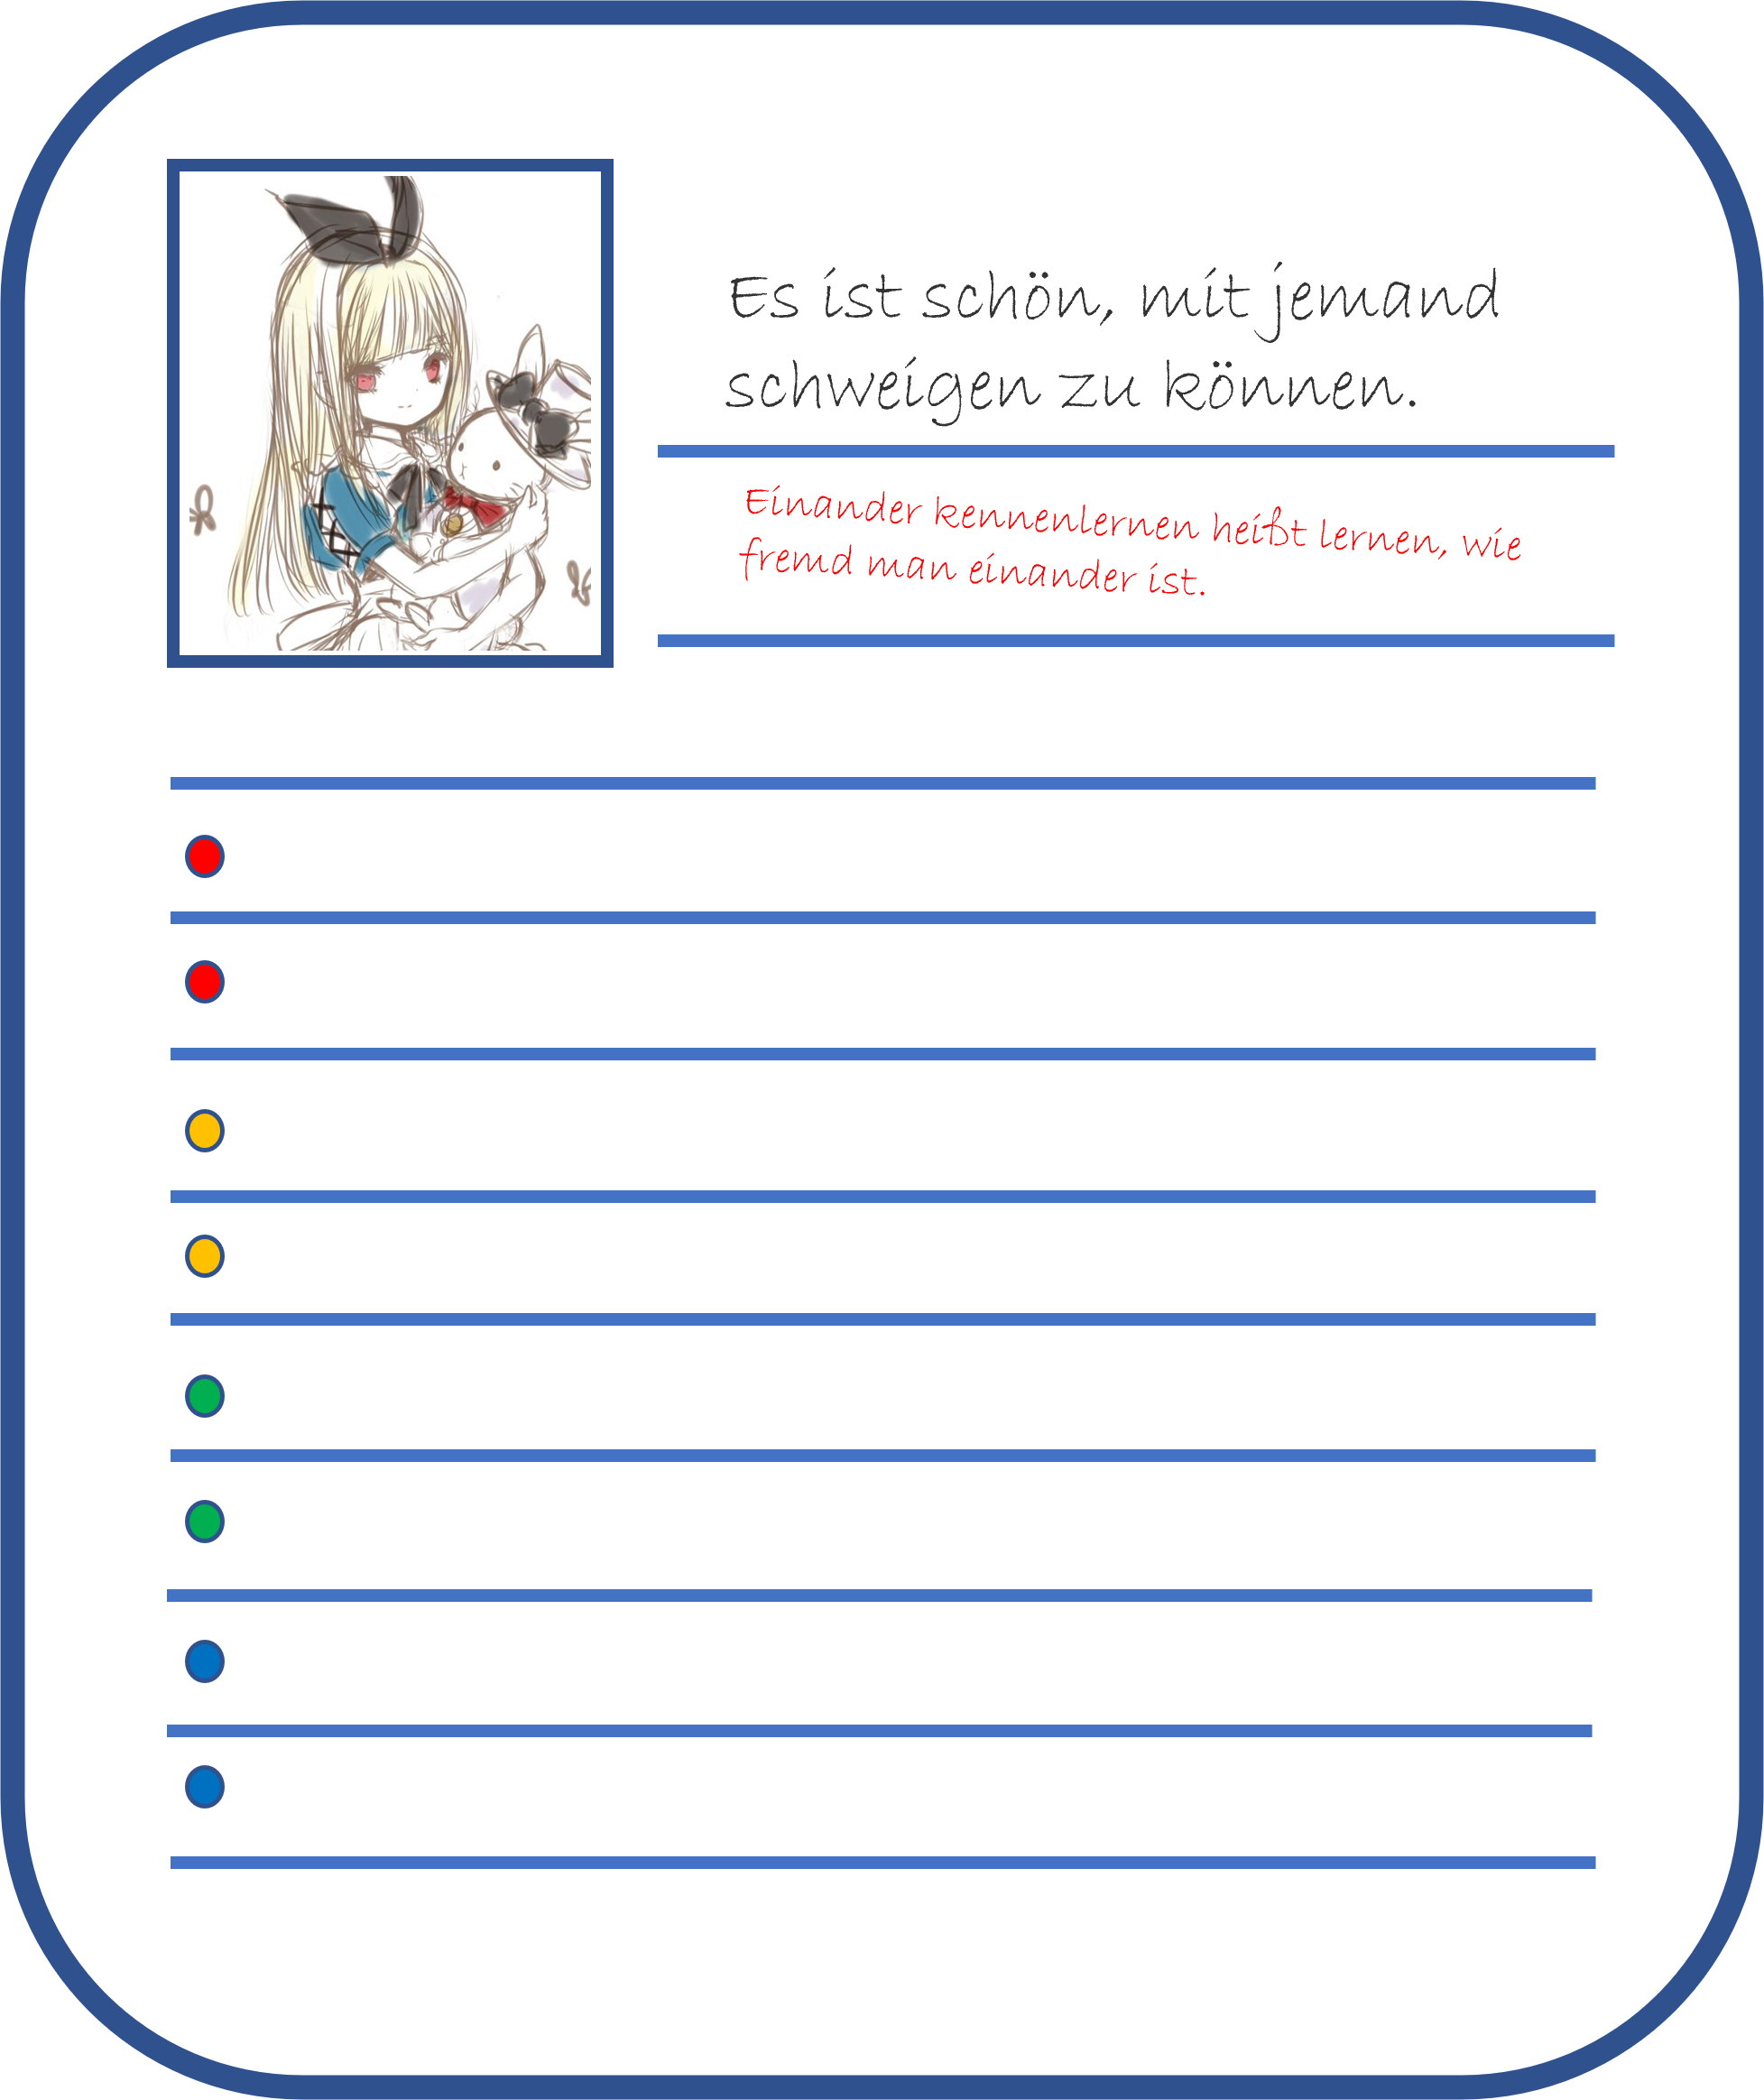 Es ist schön, mit jemand
schweigen zu können.
Einander kennenlernen heißt lernen, wie
fremd man einander ist.